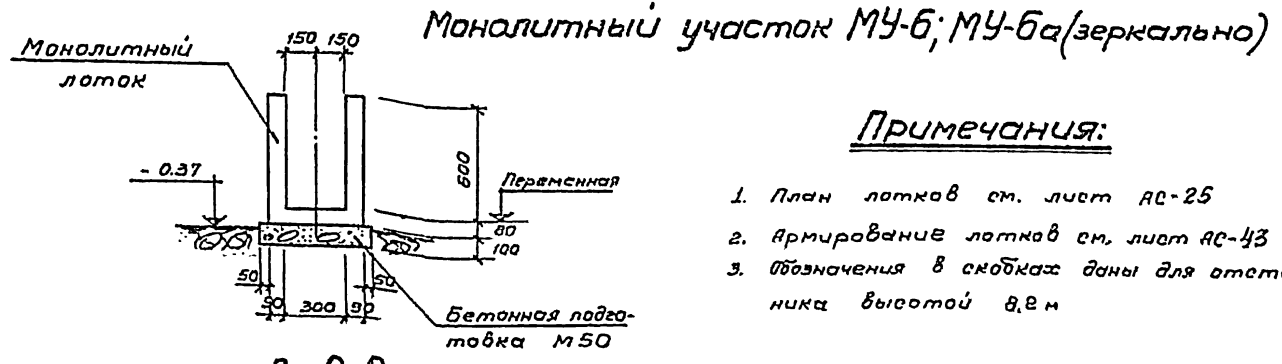 Монолитный участок МУ-6; МУ-6а(зеркально)
Монолитный
лоток
150 150
- 0.37
600
Переменная
80
100
50
50
90 300 90
Бетонная подго-
товка М50
Примечания:
1. План лотков см. лист АС-25
2. Армирование лотков см. лист АС-43
3. Обозначения в скобках даны для отсто
ника высотой 8,2 м